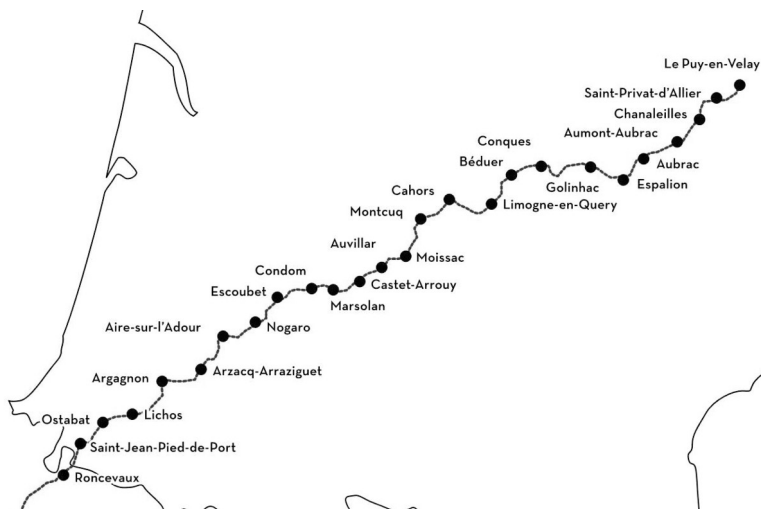 Le Puy-en-Velay
Saint-Privat-d'Allier
Chanaleilles
Aumont-Aubrac
Conques
Béduer
Aubrac
Golinhac
Espalion
Cahors
Limogne-en-Query
Montcuq
Auvillar
Moissac
Condom
Castet-Arrouy
Escoubet
Marsolan
Aire-sur-l'Adour
Nogaro
Argagnon
Arzacq-Arraziguet
Lichos
Ostabat
Saint-Jean-Pied-de-Port
Roncevaux